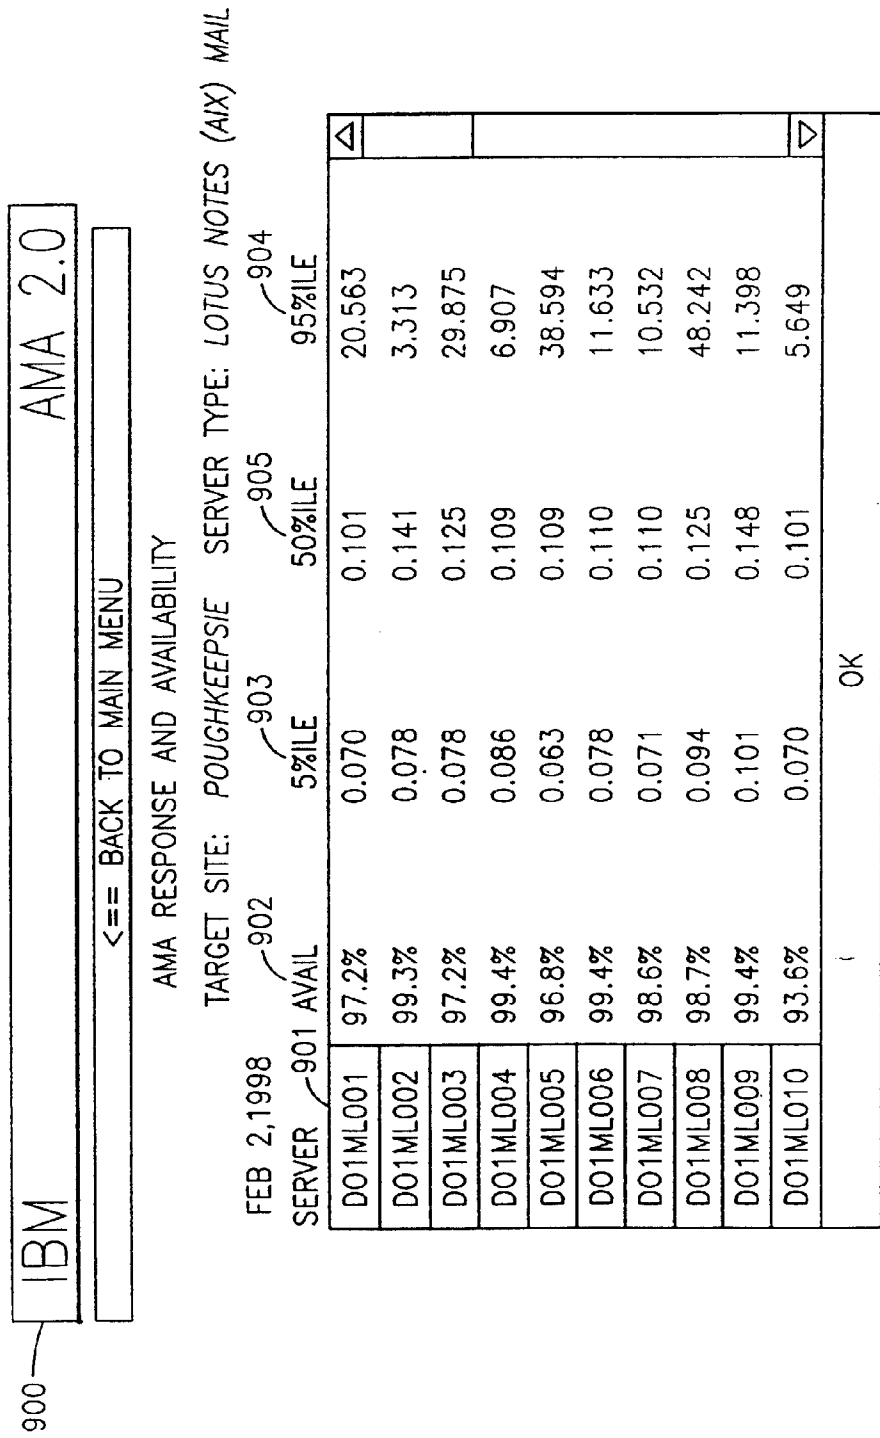 900
IBM AMA 2.0
<== BACK TO MAIN MENU
AMA RESPONSE AND AVAILABILITY
TARGET SITE: POUGHKEEPSIE SERVER TYPE: LOTUS NOTES (AIX) MAIL
FEB 2,1998 902 903 905 904
SERVER 901 AVAIL 5%ILE 50%ILE 95%ILE
D01ML001 97.2% 0.070 0.101 20.563
D01ML002 99.3% 0.078 0.141 3.313
D01ML003 97.2% 0.078 0.125 29.875
D01ML004 99.4% 0.086 0.109 6.907
D01ML005 96.8% 0.063 0.109 38.594
D01ML006 99.4% 0.078 0.110 11.633
D01ML007 98.6% 0.071 0.110 10.532
D01ML008 98.7% 0.094 0.125 48.242
D01ML009 99.4% 0.101 0.148 11.398
D01ML010 93.6% 0.070 0.101 5.649
OK